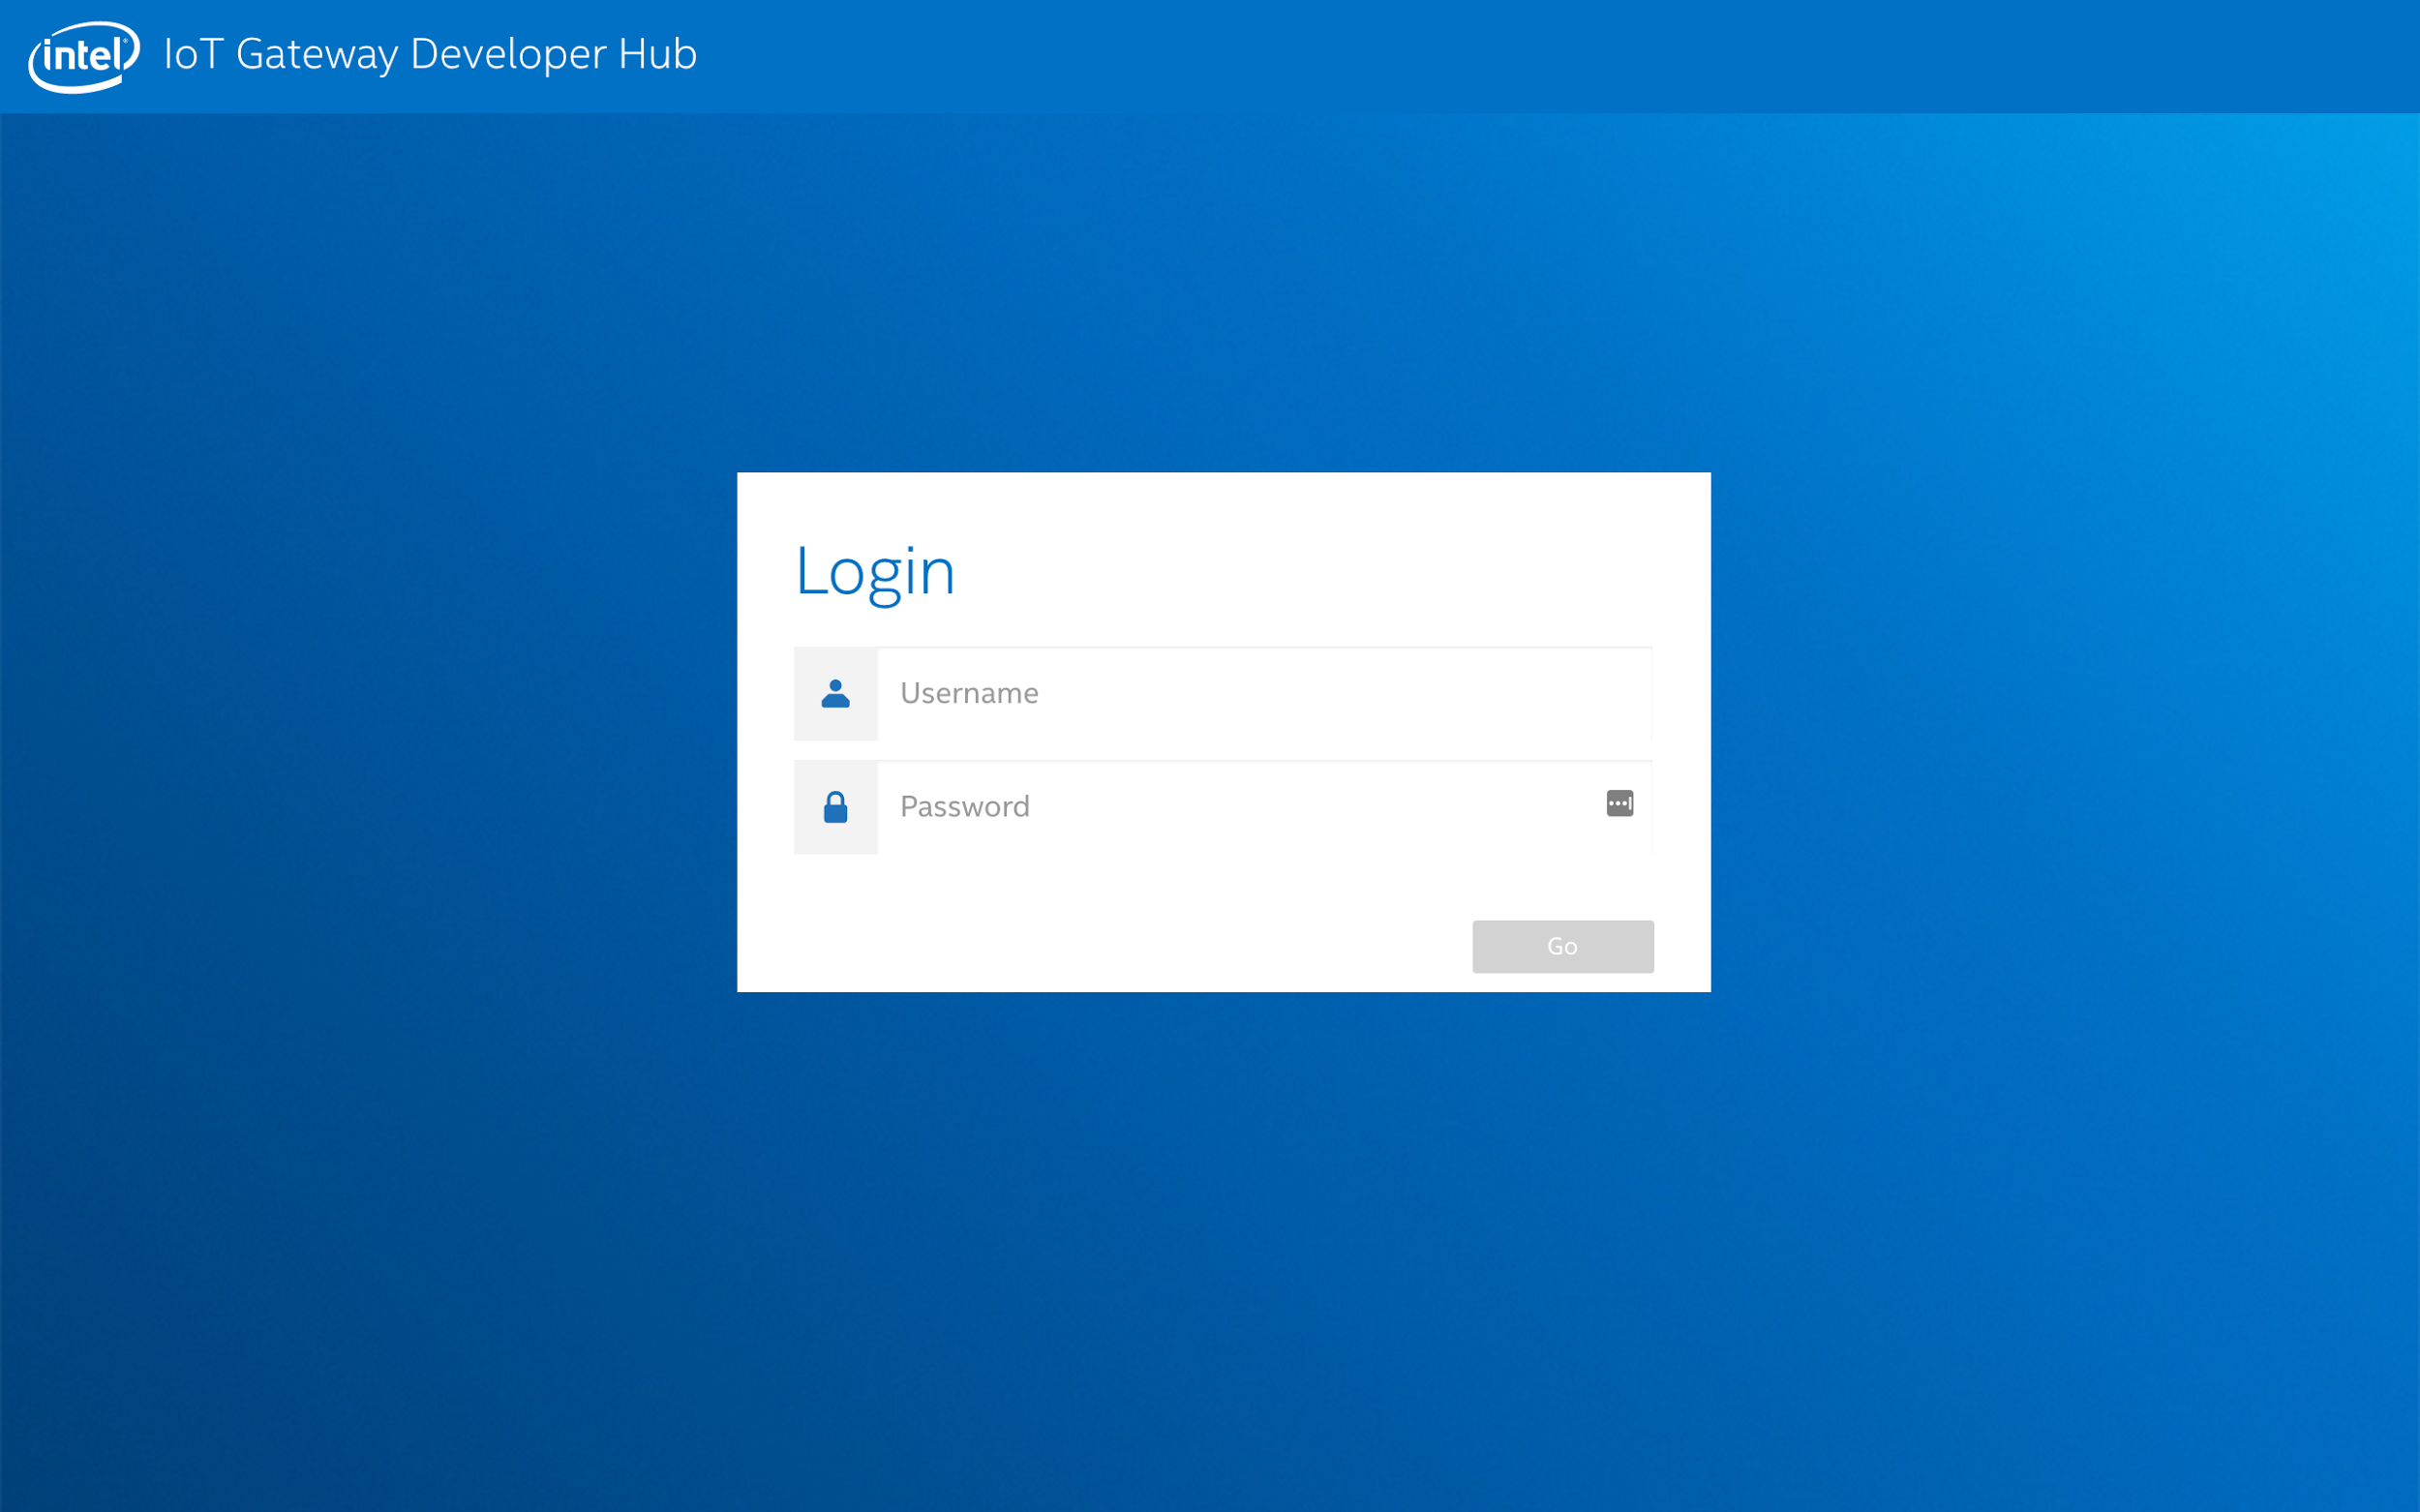 intel IoT Gateway Developer Hub
Login
Username
Password
Go